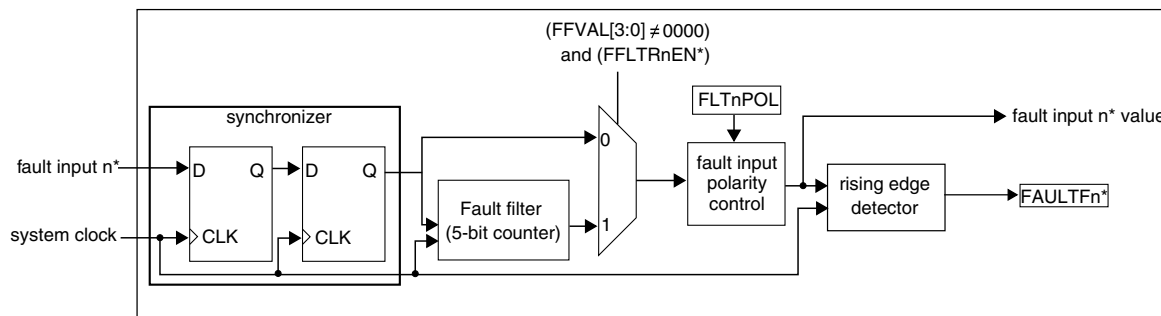 (FFVAL[3:0] ≠ 0000)
and (FFLTRnEN*)
synchronizer
fault input n*
D Q
D Q
CLK
CLK
system clock
Fault filter
(5-bit counter)
0
1
FLTnPOL
fault input
polarity
control
fault input n* value
rising edge
detector
FAULTFn*